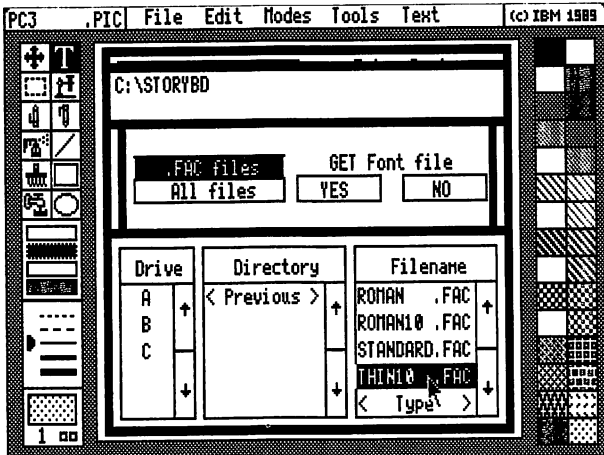 PC3 .PIC File Edit Modes Tools Text (c) IBM 1989
T
C:\STORYBD
.FAC files GET Font file
All files YES NO
Drive Directory Filename
A < Previous > ROMAN .FAC
B ROMAN10 .FAC
C STANDARD.FAC
THIN10 .FAC
< Type >
1